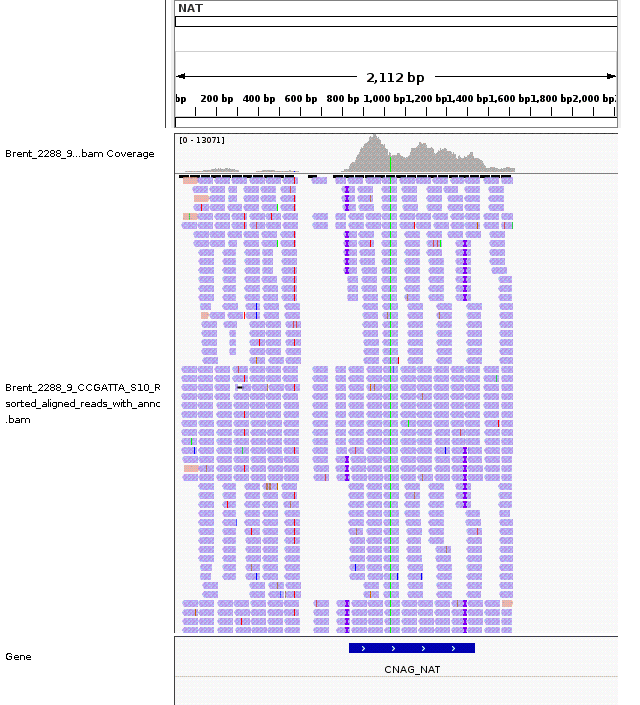 NAT
2,112 bp
bp 200 bp 400 bp 600 bp 800 bp 1,000 bp 1,200 bp 1,400 bp 1,600 bp 1,800 bp 2,000 bp
[0 - 13071]
Brent_2288_9...bam Coverage
Brent_2288_9_CCGATTA_S10_R
sorted_aligned_reads_with_annc
.bam
Gene
CNAG_NAT